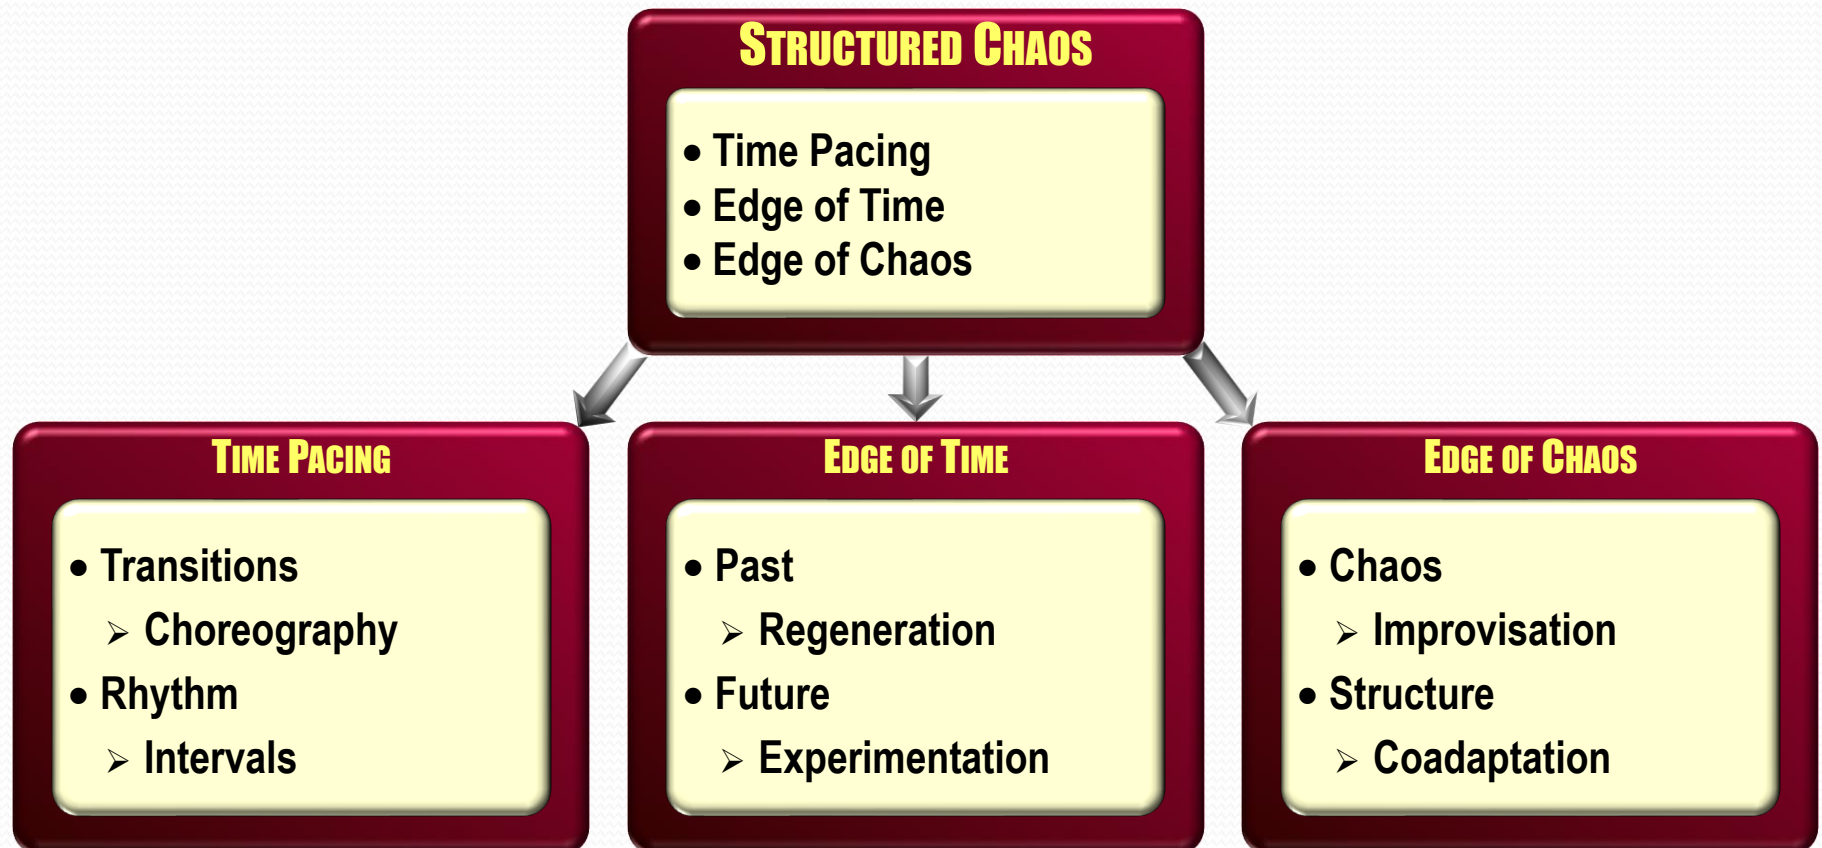 STRUCTURED CHAOS
• Time Pacing
• Edge of Time
• Edge of Chaos
TIME PACING
• Transitions
➢ Choreography
• Rhythm
➢ Intervals
EDGE OF TIME
• Past
➢ Regeneration
• Future
➢ Experimentation
EDGE OF CHAOS
• Chaos
➢ Improvisation
• Structure
➢ Coadaptation